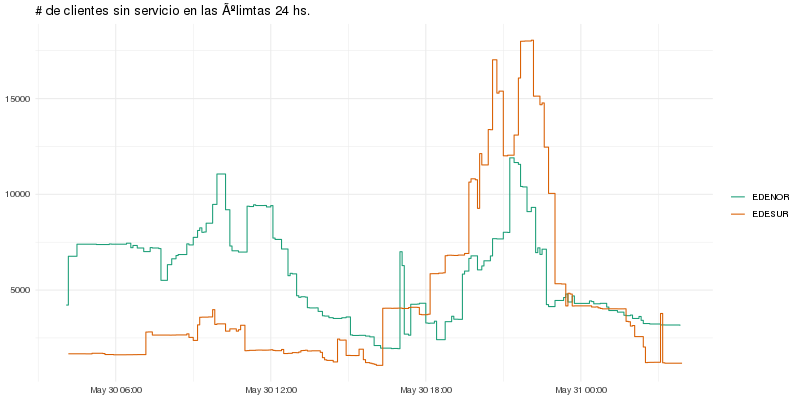 # de clientes sin servicio en las Ãºlimtas 24 hs.
15000
10000
5000
EDENOR
EDESUR
May 30 06:00
May 30 12:00
May 30 18:00
May 31 00:00